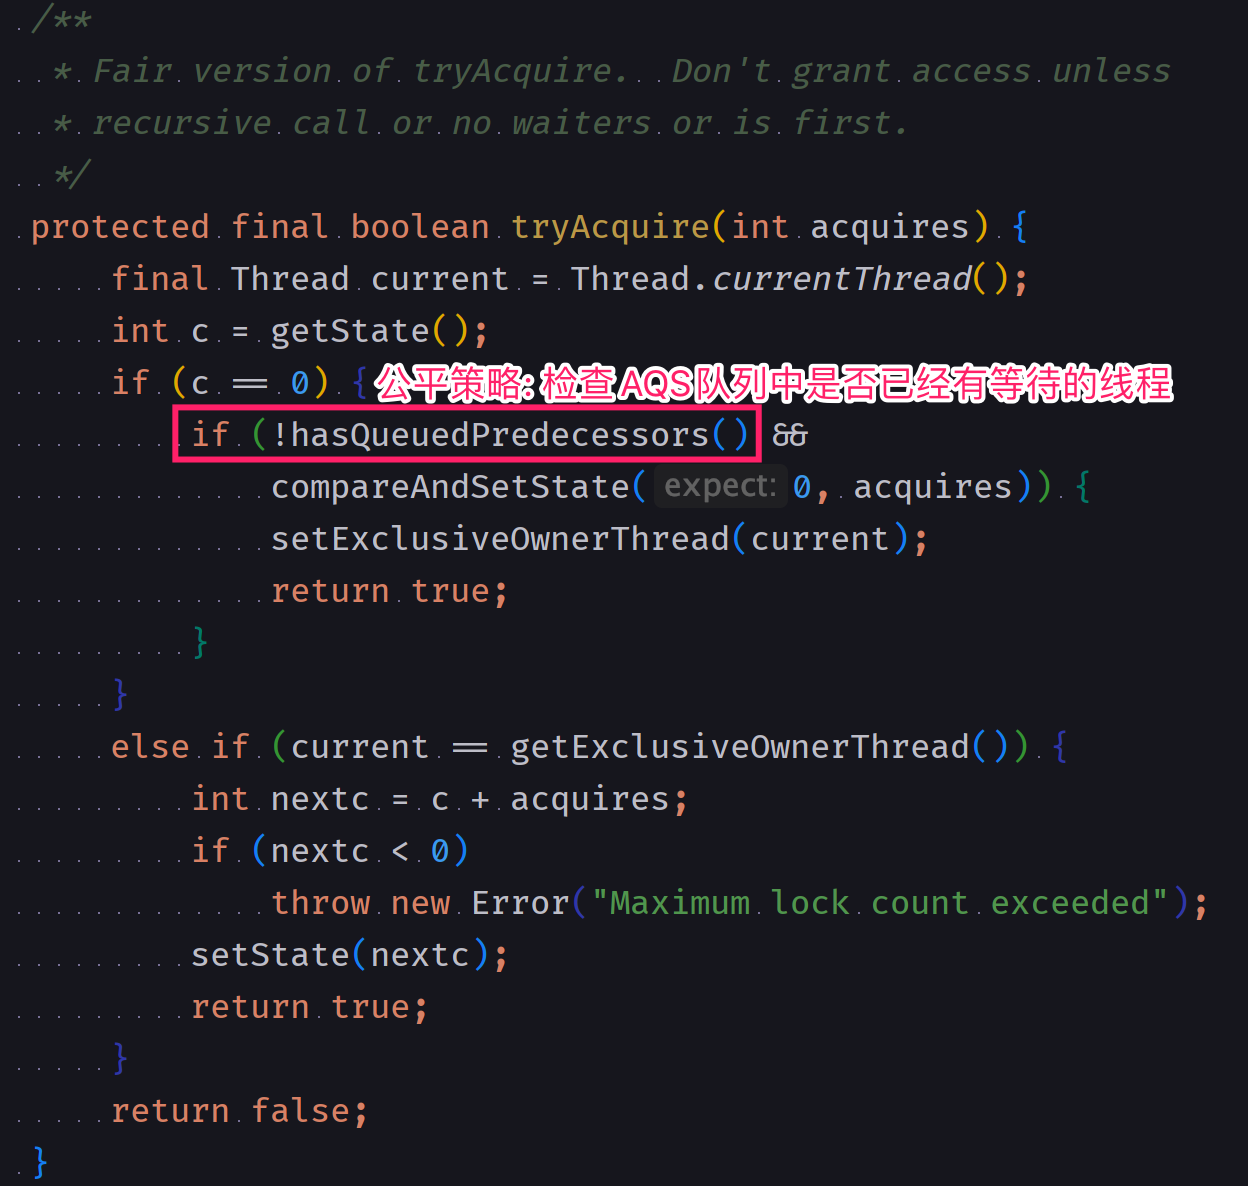 /**
* Fair version of tryAcquire. Don't grant access unless
* recursive call or no waiters or is first.
*/
protected final boolean tryAcquire(int acquires) {
final Thread current = Thread.currentThread();
int c = getState();
if (c == 0) { 公平策略: 检查 AQS队列中是否已经有等待的线程
if (!hasQueuedPredecessors() &&
compareAndSetState( expect: 0, acquires)) {
setExclusiveOwnerThread(current);
return true;
}
}
else if (current == getExclusiveOwnerThread()) {
int nextc = c + acquires;
if (nextc < 0)
throw new Error("Maximum lock count exceeded");
setState(nextc);
return true;
}
return false;
}